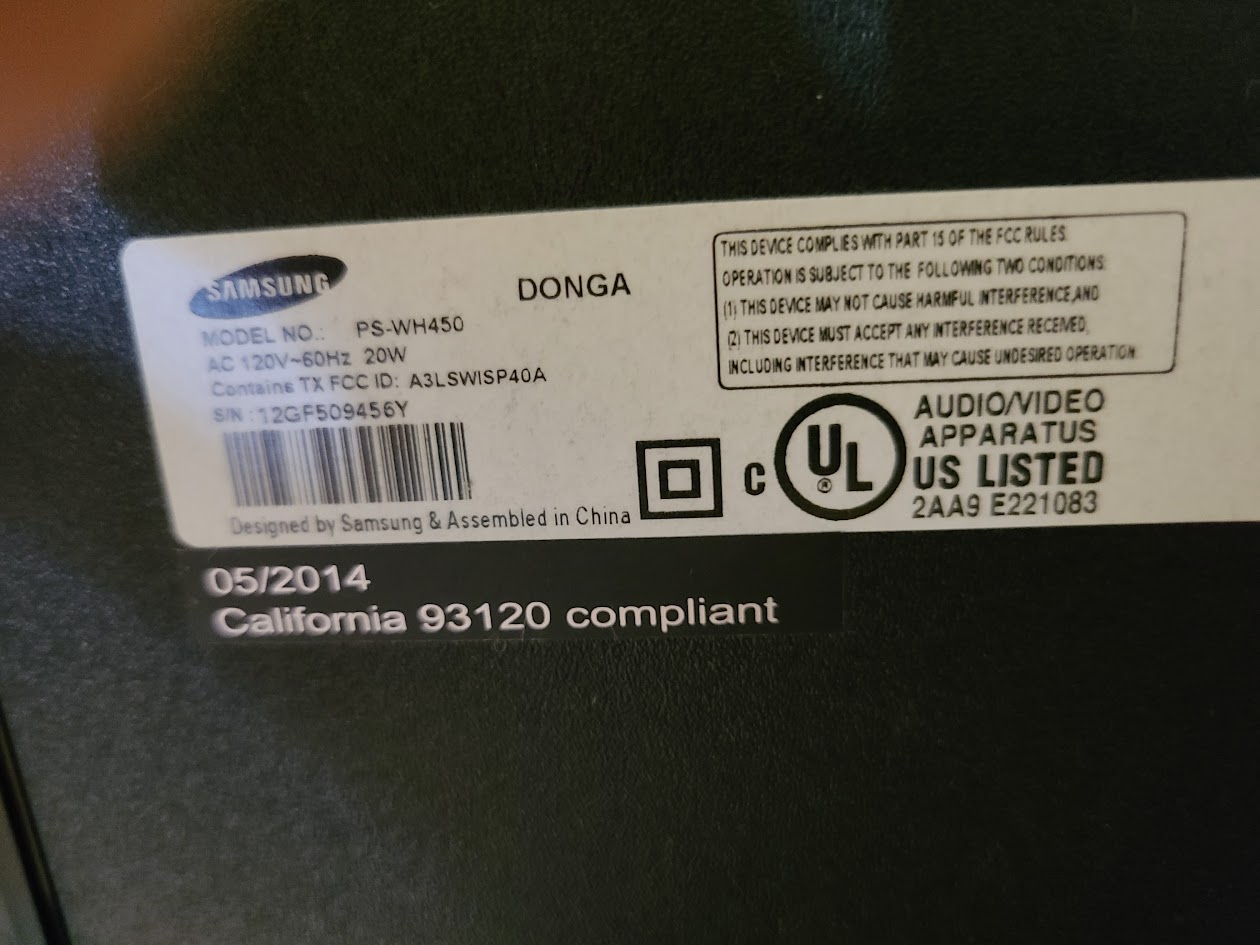 SAMSUNG
DONGA
MODEL NO.: PS-WH450
AC 120V~60Hz 20W
Contains TX FCC ID: A3LSWISP40A
S/N : 12GF509456Y
Designed by Samsung & Assembled in China
THIS DEVICE COMPLIES WITH PART 15 OF THE FCC RULES.
OPERATION IS SUBJECT TO THE FOLLOWING TWO CONDITIONS:
(1) THIS DEVICE MAY NOT CAUSE HARMFUL INTERFERENCE,AND
(2) THIS DEVICE MUST ACCEPT ANY INTERFERENCE RECEIVED,
INCLUDING INTERFERENCE THAT MAY CAUSE UNDESIRED OPERATION.
C UL ®
AUDIO/VIDEO
APPARATUS
US LISTED
2AA9 E221083
05/2014
California 93120 compliant